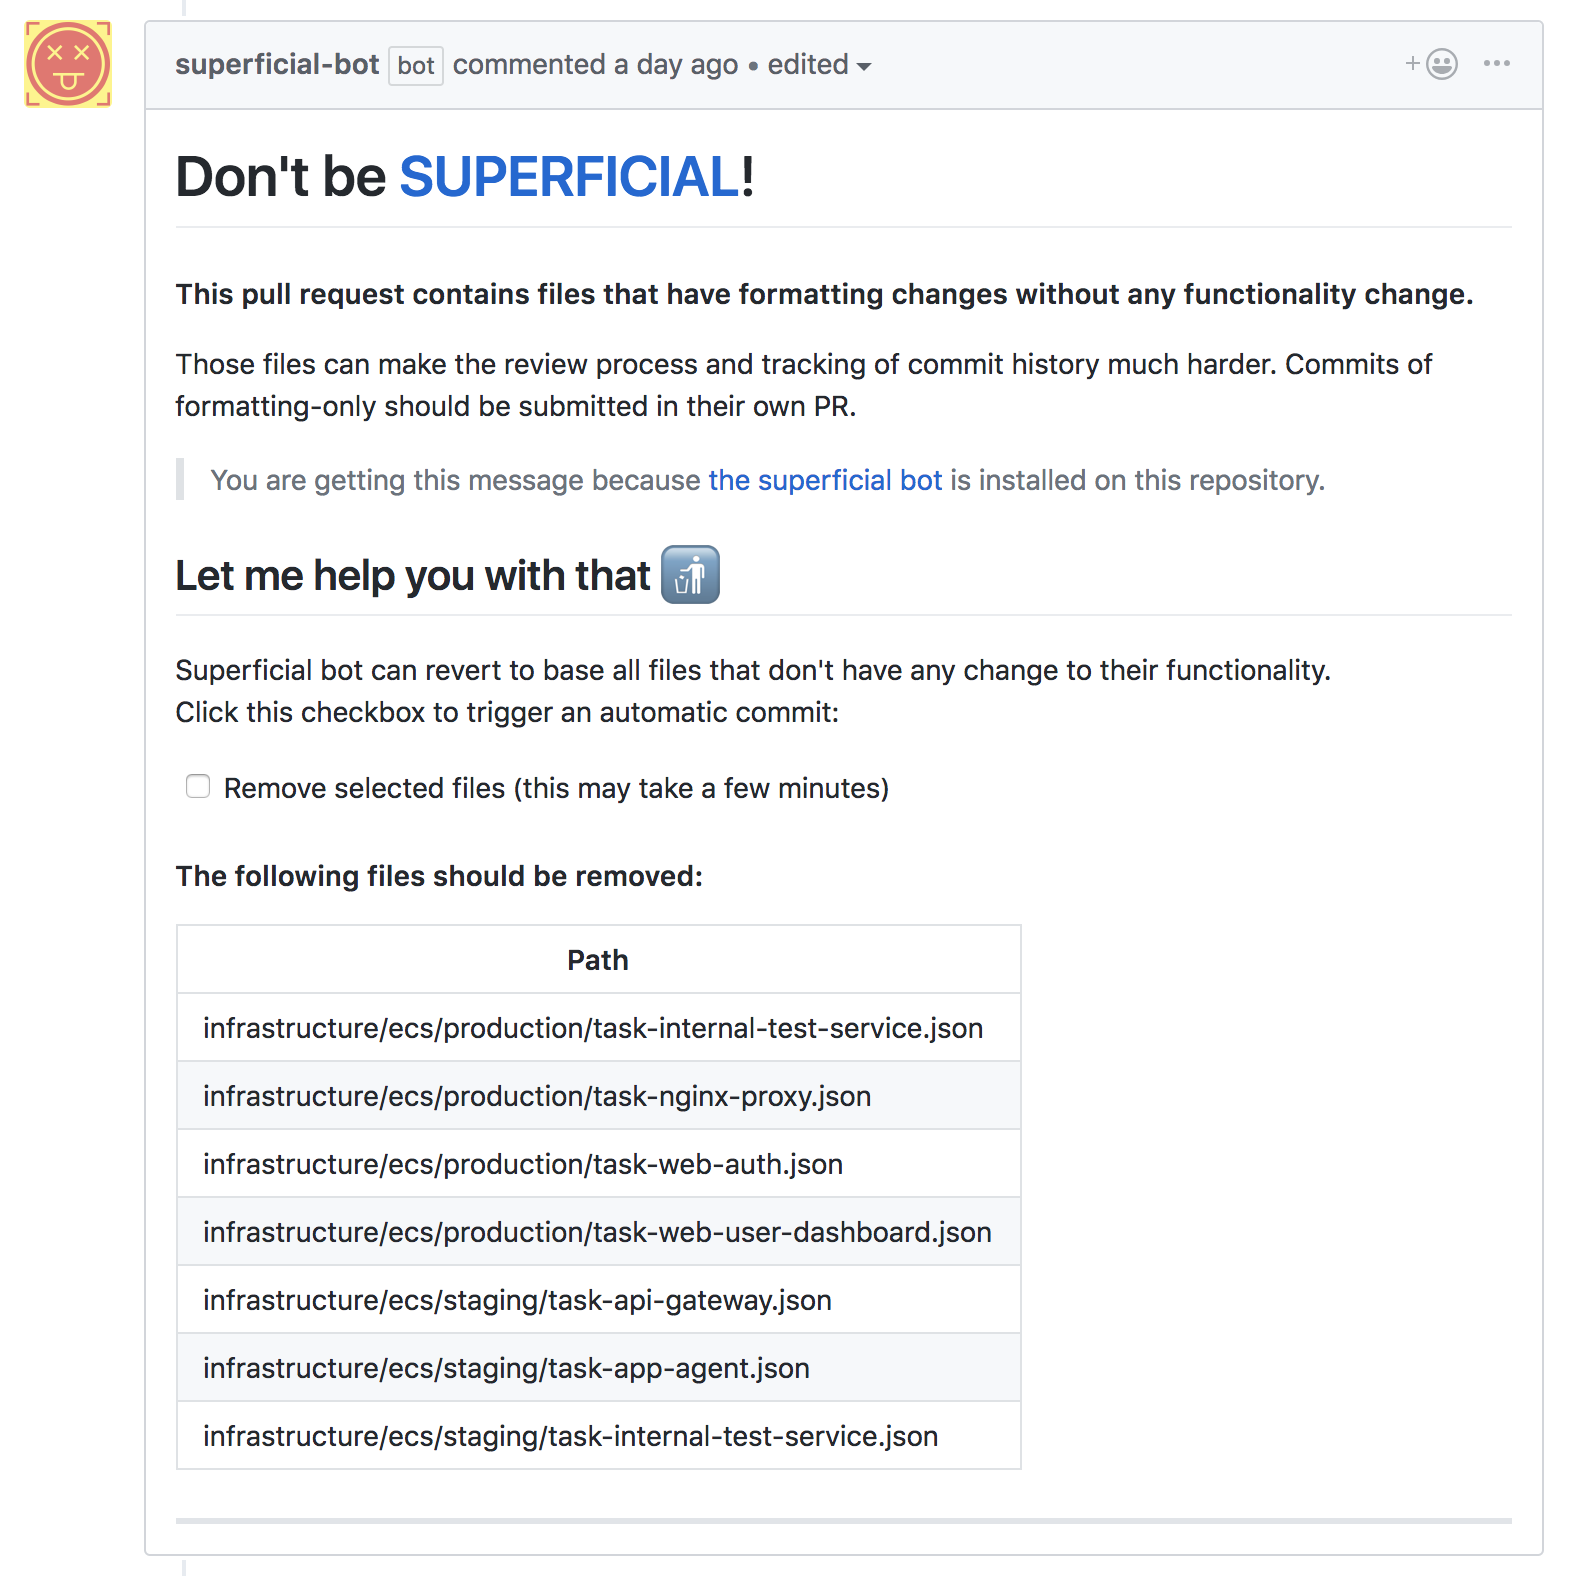 superficial-bot bot commented a day ago • edited
Don't be SUPERFICIAL!
This pull request contains files that have formatting changes without any functionality change.
Those files can make the review process and tracking of commit history much harder. Commits of
formatting-only should be submitted in their own PR.
You are getting this message because the superficial bot is installed on this repository.
Let me help you with that
Superficial bot can revert to base all files that don't have any change to their functionality.
Click this checkbox to trigger an automatic commit:
Remove selected files (this may take a few minutes)
The following files should be removed:
Path
infrastructure/ecs/production/task-internal-test-service.json
infrastructure/ecs/production/task-nginx-proxy.json
infrastructure/ecs/production/task-web-auth.json
infrastructure/ecs/production/task-web-user-dashboard.json
infrastructure/ecs/staging/task-api-gateway.json
infrastructure/ecs/staging/task-app-agent.json
infrastructure/ecs/staging/task-internal-test-service.json